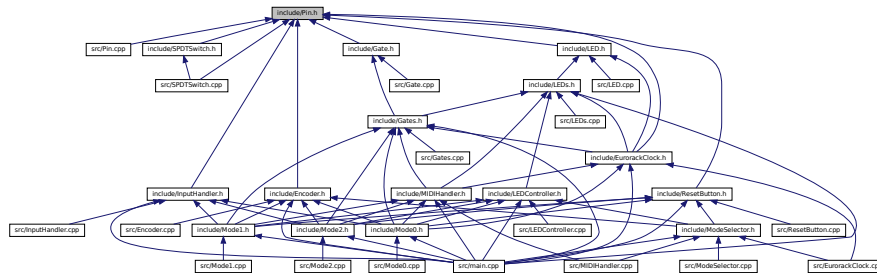 include/Pin.h
src/Pin.cpp
include/SPDTSwitch.h
include/Gate.h
include/LED.h
src/SPDTSwitch.cpp
src/Gate.cpp
include/LEDs.h
src/LED.cpp
include/Gates.h
src/LEDs.cpp
src/Gates.cpp
include/EurorackClock.h
include/InputHandler.h
include/Encoder.h
include/MIDIHandler.h
include/LEDController.h
include/ResetButton.h
src/InputHandler.cpp
src/Encoder.cpp
include/Mode1.h
include/Mode2.h
include/Mode0.h
src/LEDController.cpp
include/ModeSelector.h
src/ResetButton.cpp
src/Mode1.cpp
src/Mode2.cpp
src/Mode0.cpp
src/main.cpp
src/MIDIHandler.cpp
src/ModeSelector.cpp
src/EurorackClock.cpp